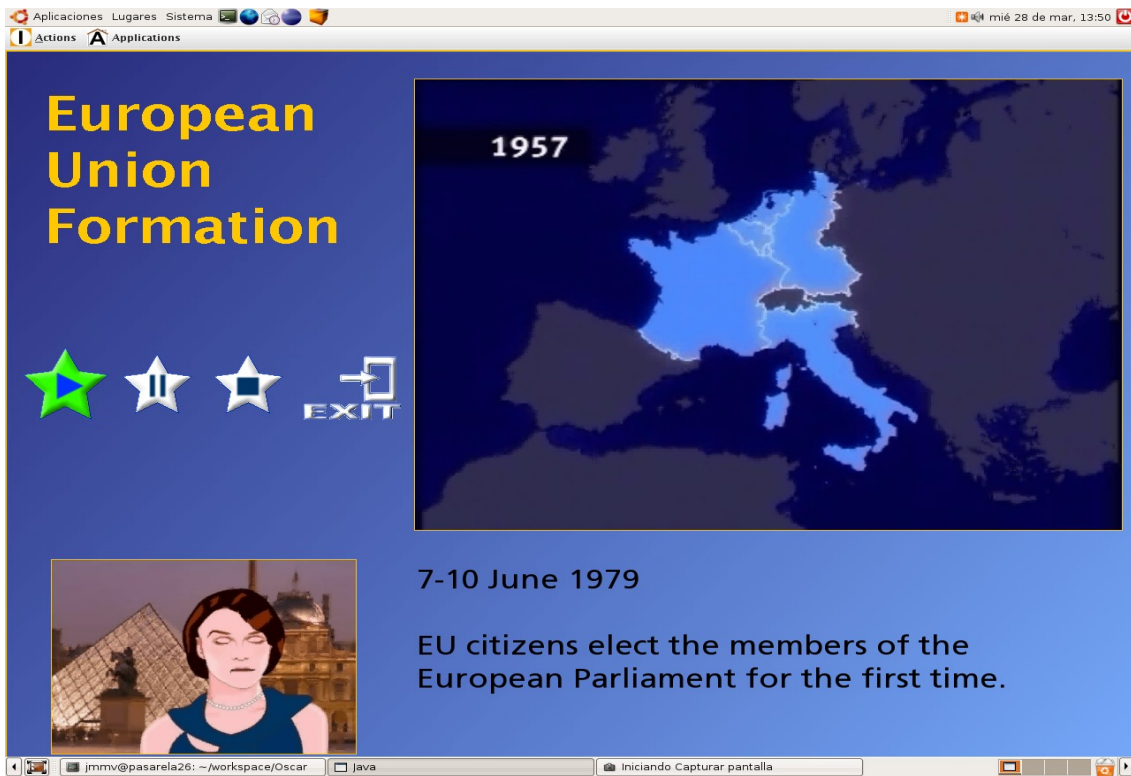 Aplicaciones Lugares Sistema
mié 28 de mar, 13:50
Actions Applications
European
Union
Formation
1957
EXIT
7-10 June 1979
EU citizens elect the members of the
European Parliament for the first time.
jmmv@pasarela26: ~/workspace/Oscar
Java
Iniciando Capturar pantalla